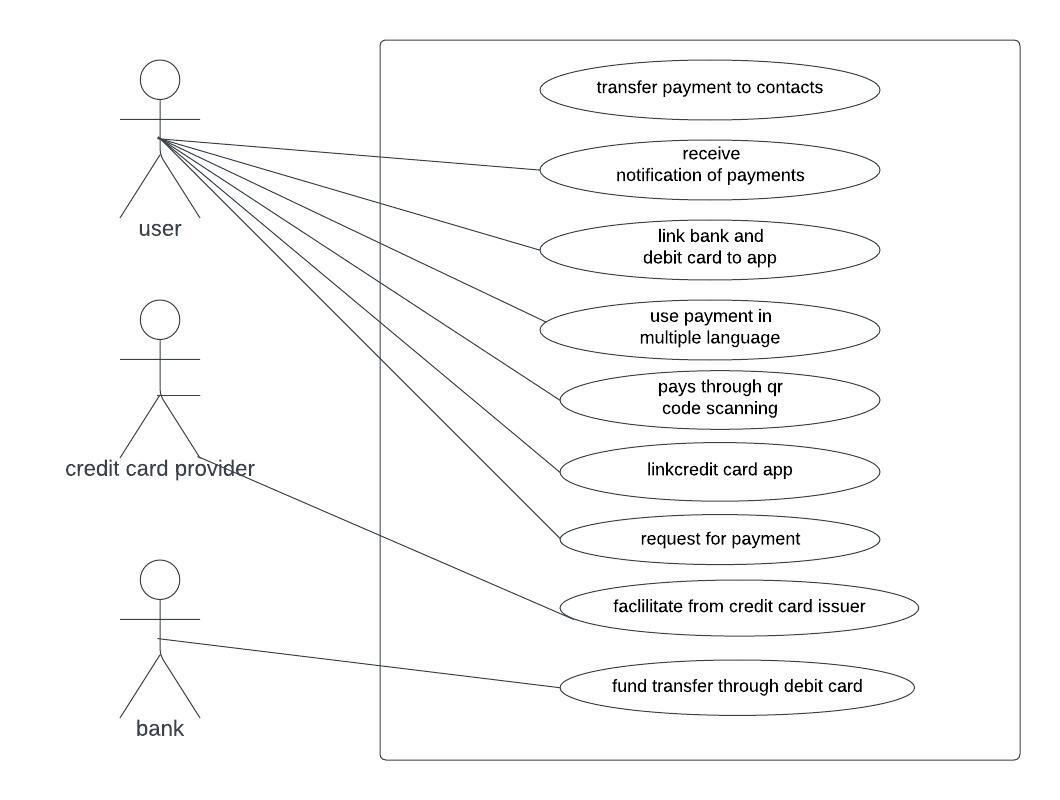 transfer payment to contacts
receive
notification of payments
user
link bank and
debit card to app
use payment in
multiple language
pays through qr
code scanning
credit card provider
linkcredit card app
request for payment
faclilitate from credit card issuer
fund transfer through debit card
bank